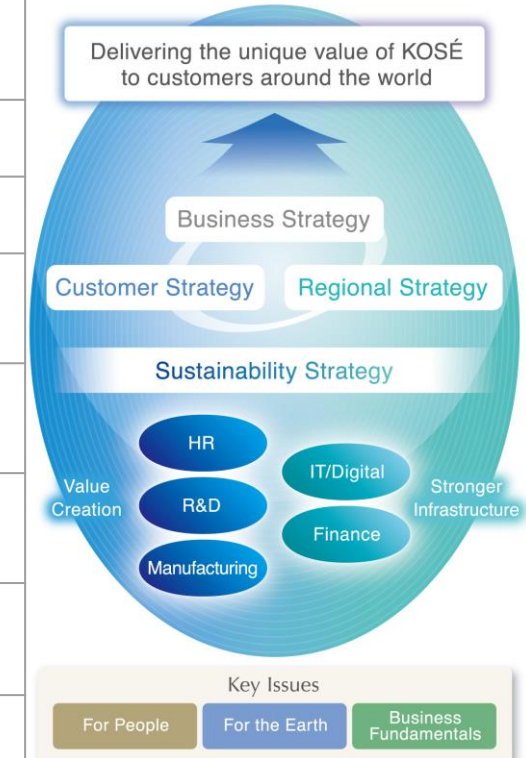 Delivering the unique value of KOSÉ
to customers around the world
Business Strategy
Customer Strategy
Regional Strategy
Sustainability Strategy
HR
R&D
Manufacturing
Value
Creation
IT/Digital
Finance
Stronger
Infrastructure
Key Issues
For People
For the Earth
Business
Fundamentals